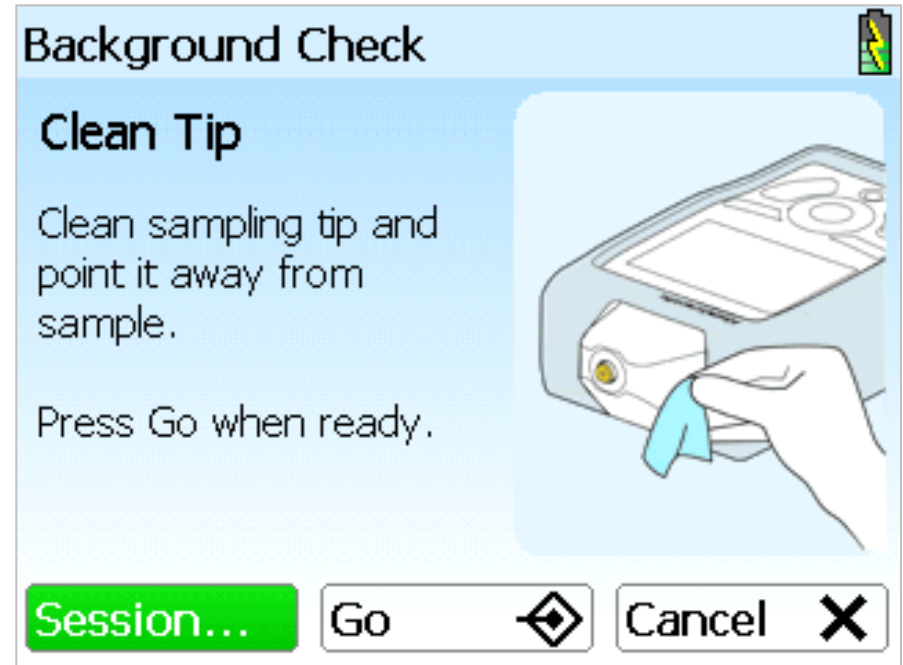 Background Check
Clean Tip
Clean sampling tip and
point it away from
sample.
Press Go when ready.
Session...
Go
Cancel